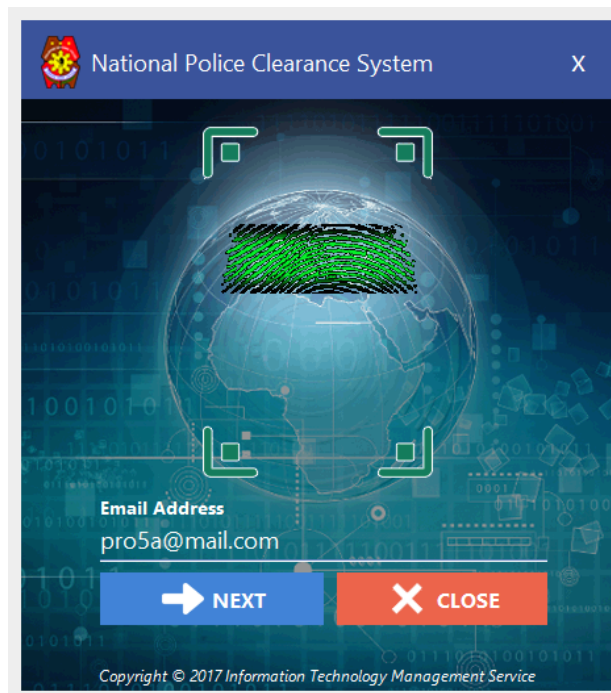 National Police Clearance System X
Email Address
pro5a@mail.com
NEXT
CLOSE
Copyright © 2017 Information Technology Management Service